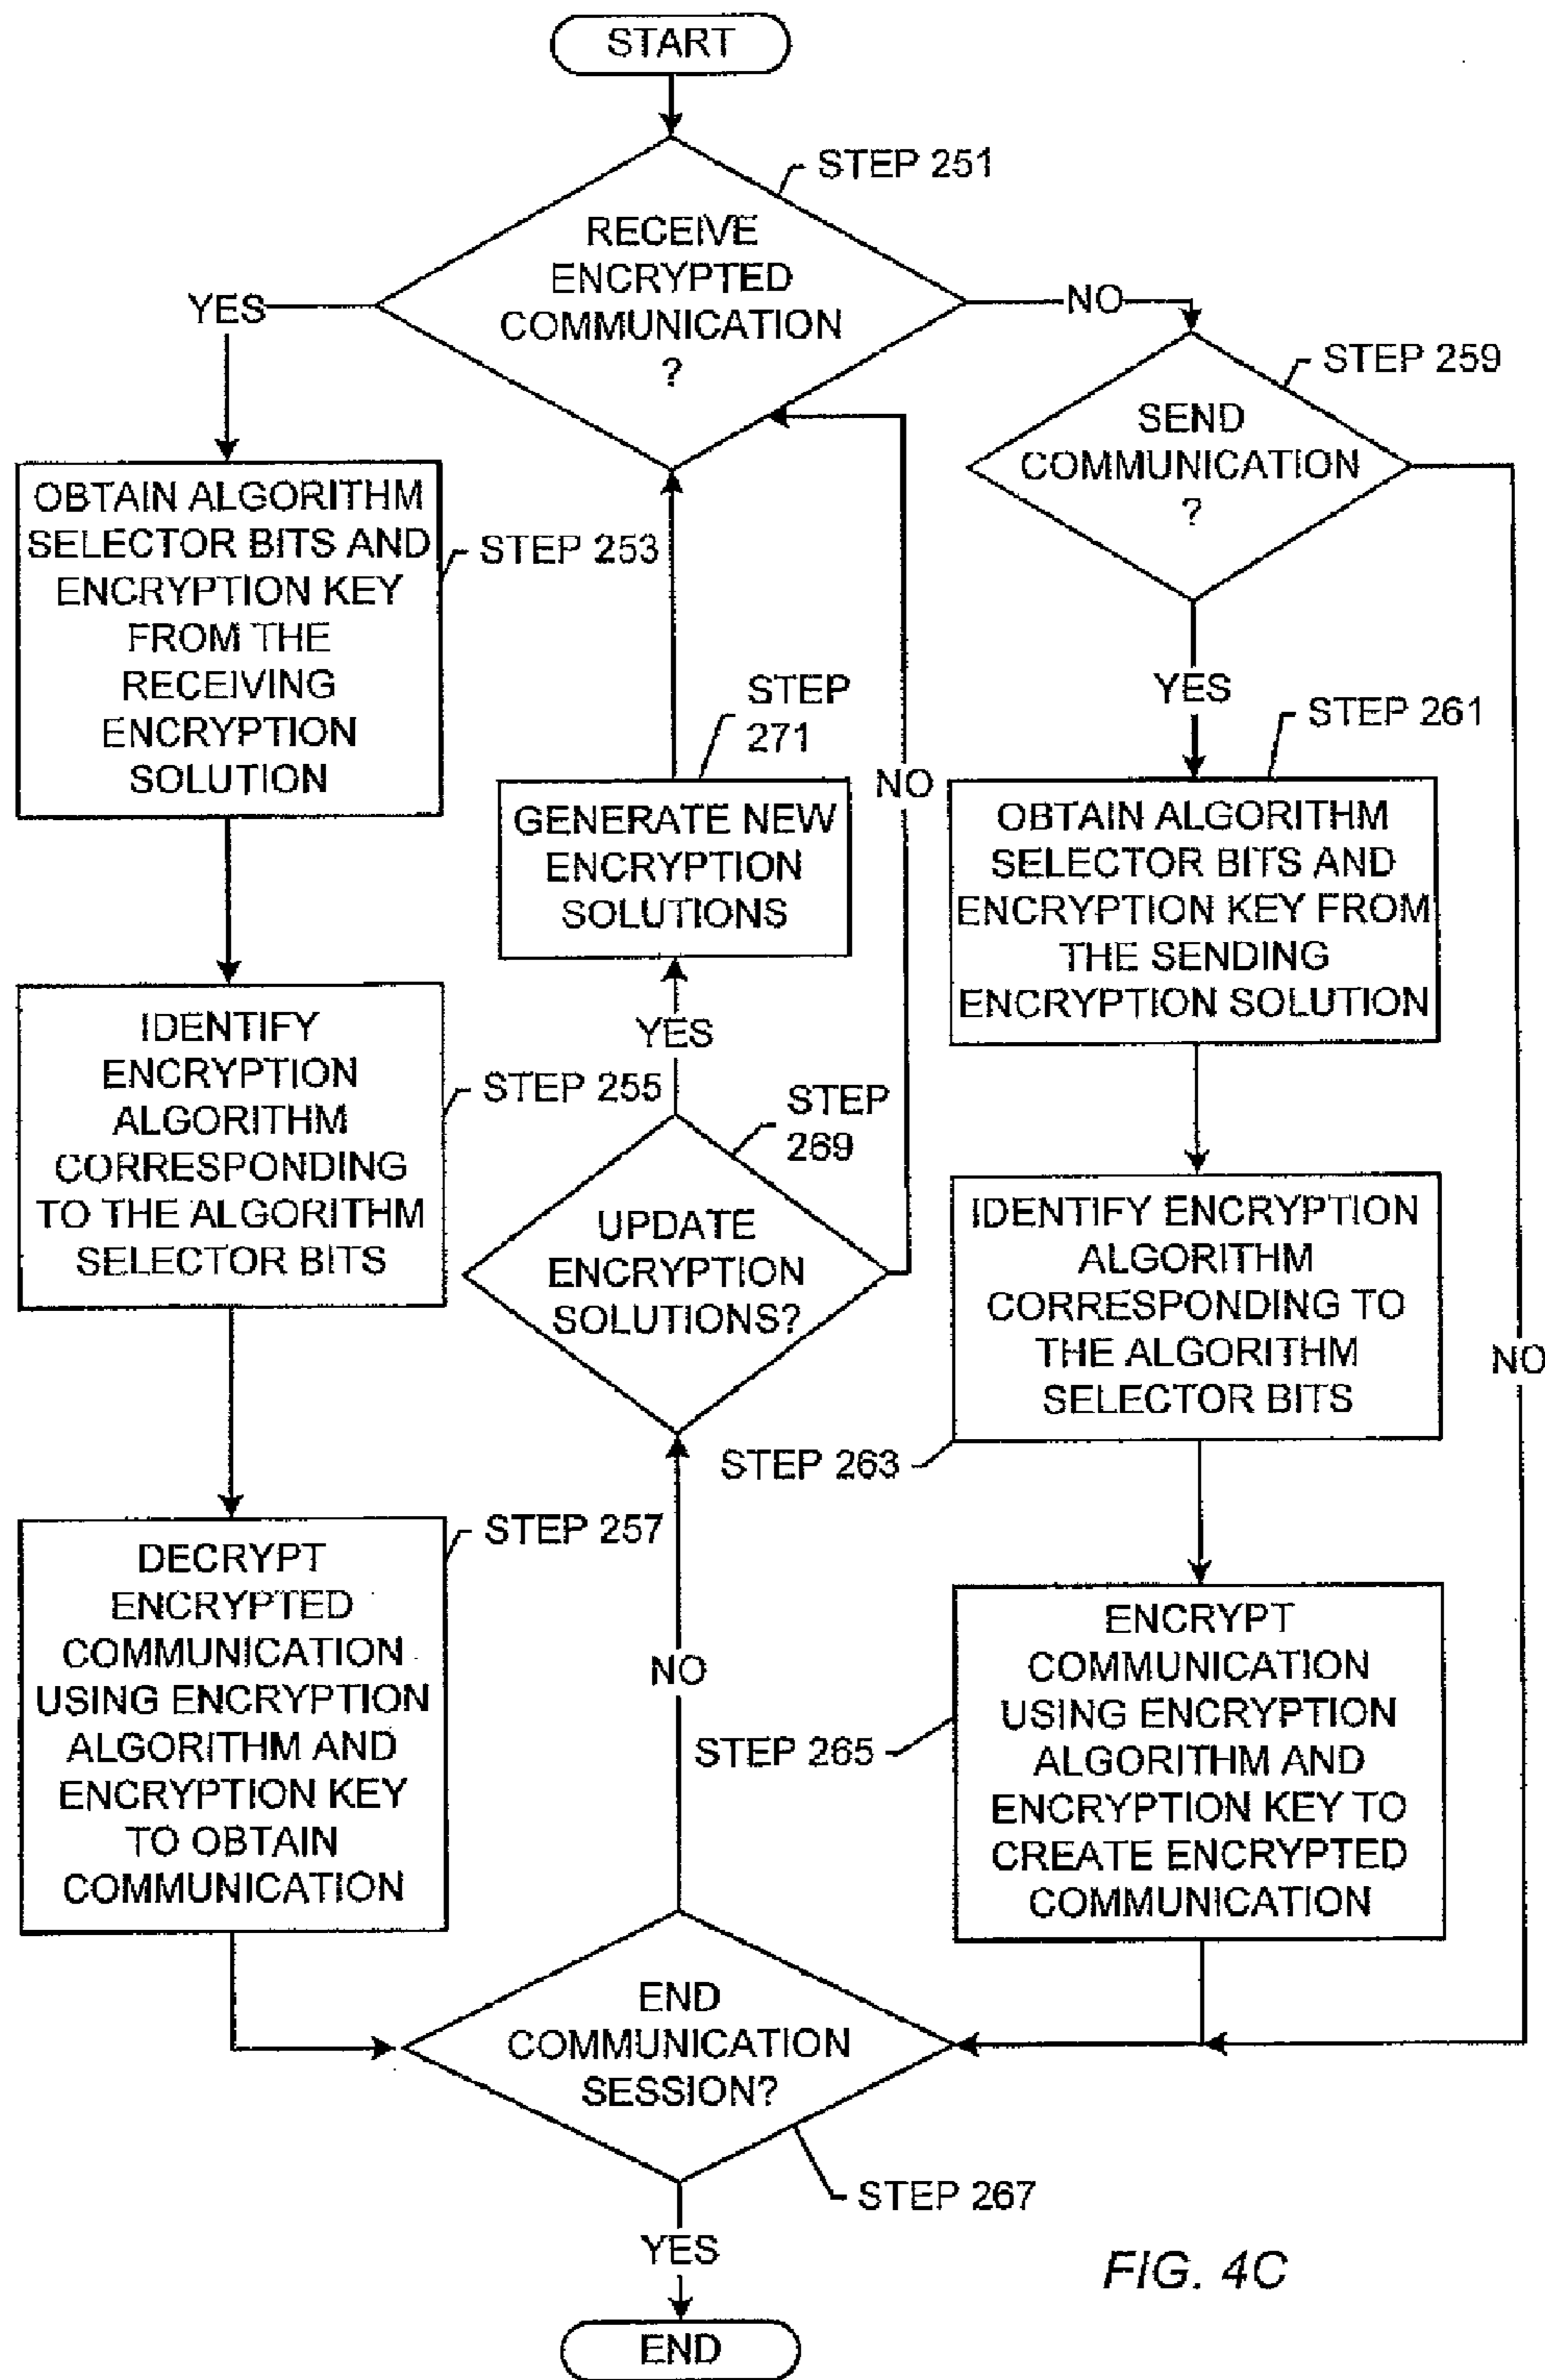 START
STEP 251
RECEIVE
ENCRYPTED
COMMUNICATION
?
YES
NO
STEP 259
SEND
COMMUNICATION
?
OBTAIN ALGORITHM
SELECTOR BITS AND
ENCRYPTION KEY
FROM THE
RECEIVING
ENCRYPTION
SOLUTION
STEP 253
YES
STEP
271
STEP 261
NO
GENERATE NEW
ENCRYPTION
SOLUTIONS
OBTAIN ALGORITHM
SELECTOR BITS AND
ENCRYPTION KEY FROM
THE SENDING
ENCRYPTION SOLUTION
IDENTIFY
ENCRYPTION
ALGORITHM
CORRESPONDING
TO THE ALGORITHM
SELECTOR BITS
STEP 255
YES
STEP
269
UPDATE
ENCRYPTION
SOLUTIONS?
IDENTIFY ENCRYPTION
ALGORITHM
CORRESPONDING TO
THE ALGORITHM
SELECTOR BITS
NO
STEP 263
DECRYPT
ENCRYPTED
COMMUNICATION
USING ENCRYPTION
ALGORITHM AND
ENCRYPTION KEY
TO OBTAIN
COMMUNICATION
STEP 257
NO
ENCRYPT
COMMUNICATION
USING ENCRYPTION
ALGORITHM AND
ENCRYPTION KEY TO
CREATE ENCRYPTED
COMMUNICATION
STEP 265
END
COMMUNICATION
SESSION?
STEP 267
YES
FIG. 4C
END